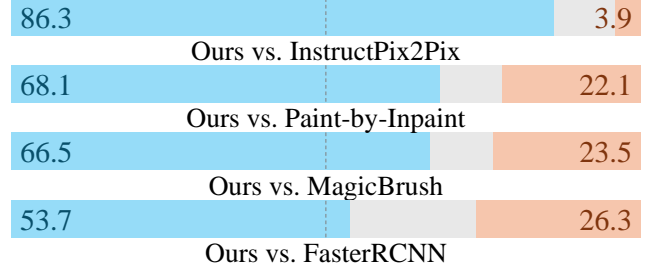 86.3 3.9
Ours vs. InstructPix2Pix
68.1 22.1
Ours vs. Paint-by-Inpaint
66.5 23.5
Ours vs. MagicBrush
53.7 26.3
Ours vs. FasterRCNN